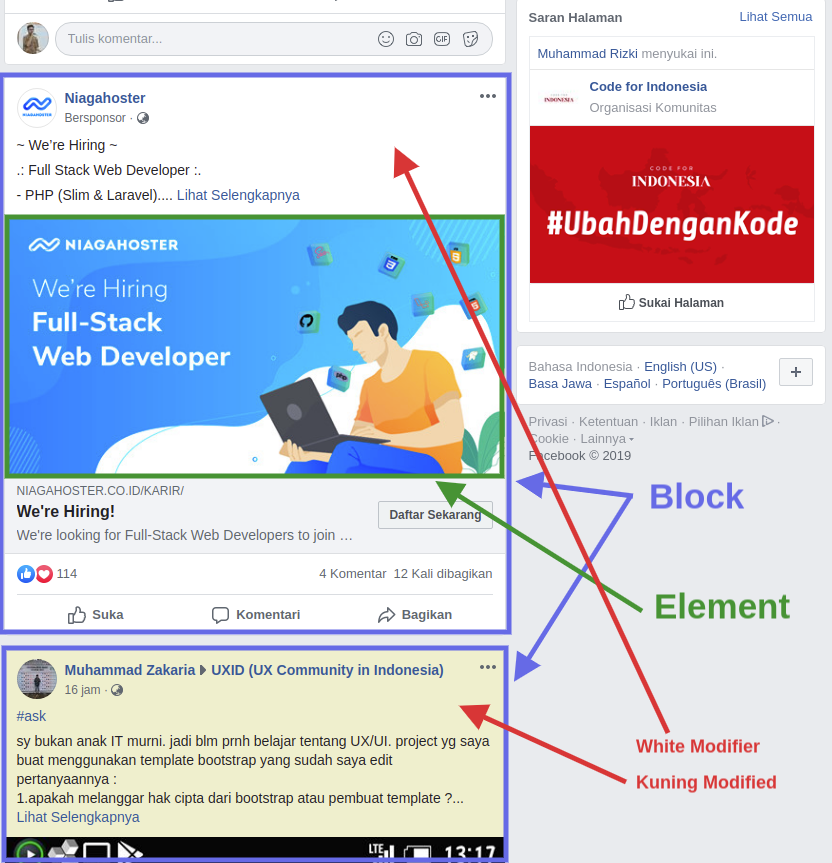 Tulis komentar...
GIF
Niagahoster
Bersponsor ·
~ We're Hiring ~
.: Full Stack Web Developer :.
- PHP (Slim & Laravel).... Lihat Selengkapnya
NIAGAHOSTER
We're Hiring
Full-Stack
Web Developer
php
NIAGAHOSTER.CO.ID/KARIR/
We're Hiring!
We're looking for Full-Stack Web Developers to join …
Daftar Sekarang
114
4 Komentar 12 Kali dibagikan
Suka Komentari Bagikan
Muhammad Zakaria UXID (UX Community in Indonesia)
16 jam ·
#ask
sy bukan anak IT murni. jadi blm prnh belajar tentang UX/UI. project yg saya
buat menggunakan template bootstrap yang sudah saya edit
pertanyaannya :
1.apakah melanggar hak cipta dari bootstrap atau pembuat template ?...
Lihat Selengkapnya
LTE 13:17
Saran Halaman Lihat Semua
Muhammad Rizki menyukai ini.
INDONESIA
Code for Indonesia
Organisasi Komunitas
CODE FOR
INDONESIA
#UbahDenganKode
Sukai Halaman
Bahasa Indonesia · English (US) ·
Basa Jawa · Español · Português (Brasil)
Privasi · Ketentuan · Iklan · Pilihan Iklan ·
Cookie · Lainnya
Facebook © 2019
Block
Element
White Modifier
Kuning Modified